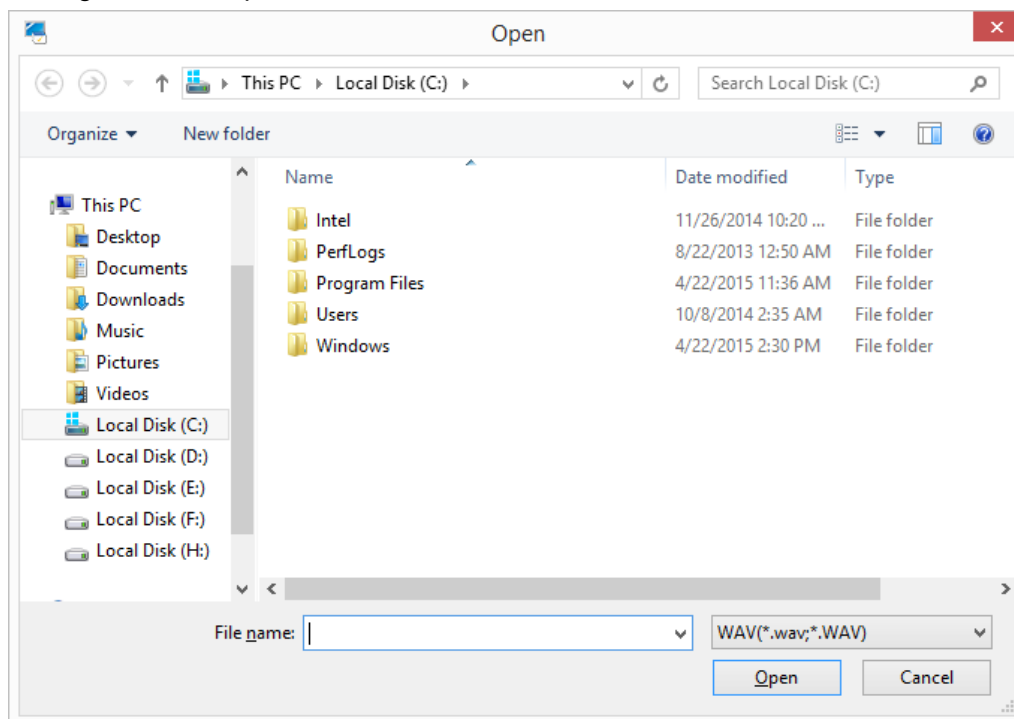 Open
This PC Local Disk (C:) Search Local Disk (C:)
Organize New folder
Name Date modified Type
This PC
Desktop
Documents
Downloads
Music
Pictures
Videos
Local Disk (C:)
Local Disk (D:)
Local Disk (E:)
Local Disk (F:)
Local Disk (H:)
Intel 11/26/2014 10:20 ... File folder
PerfLogs 8/22/2013 12:50 AM File folder
Program Files 4/22/2015 11:36 AM File folder
Users 10/8/2014 2:35 AM File folder
Windows 4/22/2015 2:30 PM File folder
File name: WAV(*.wav;*.WAV)
Open Cancel